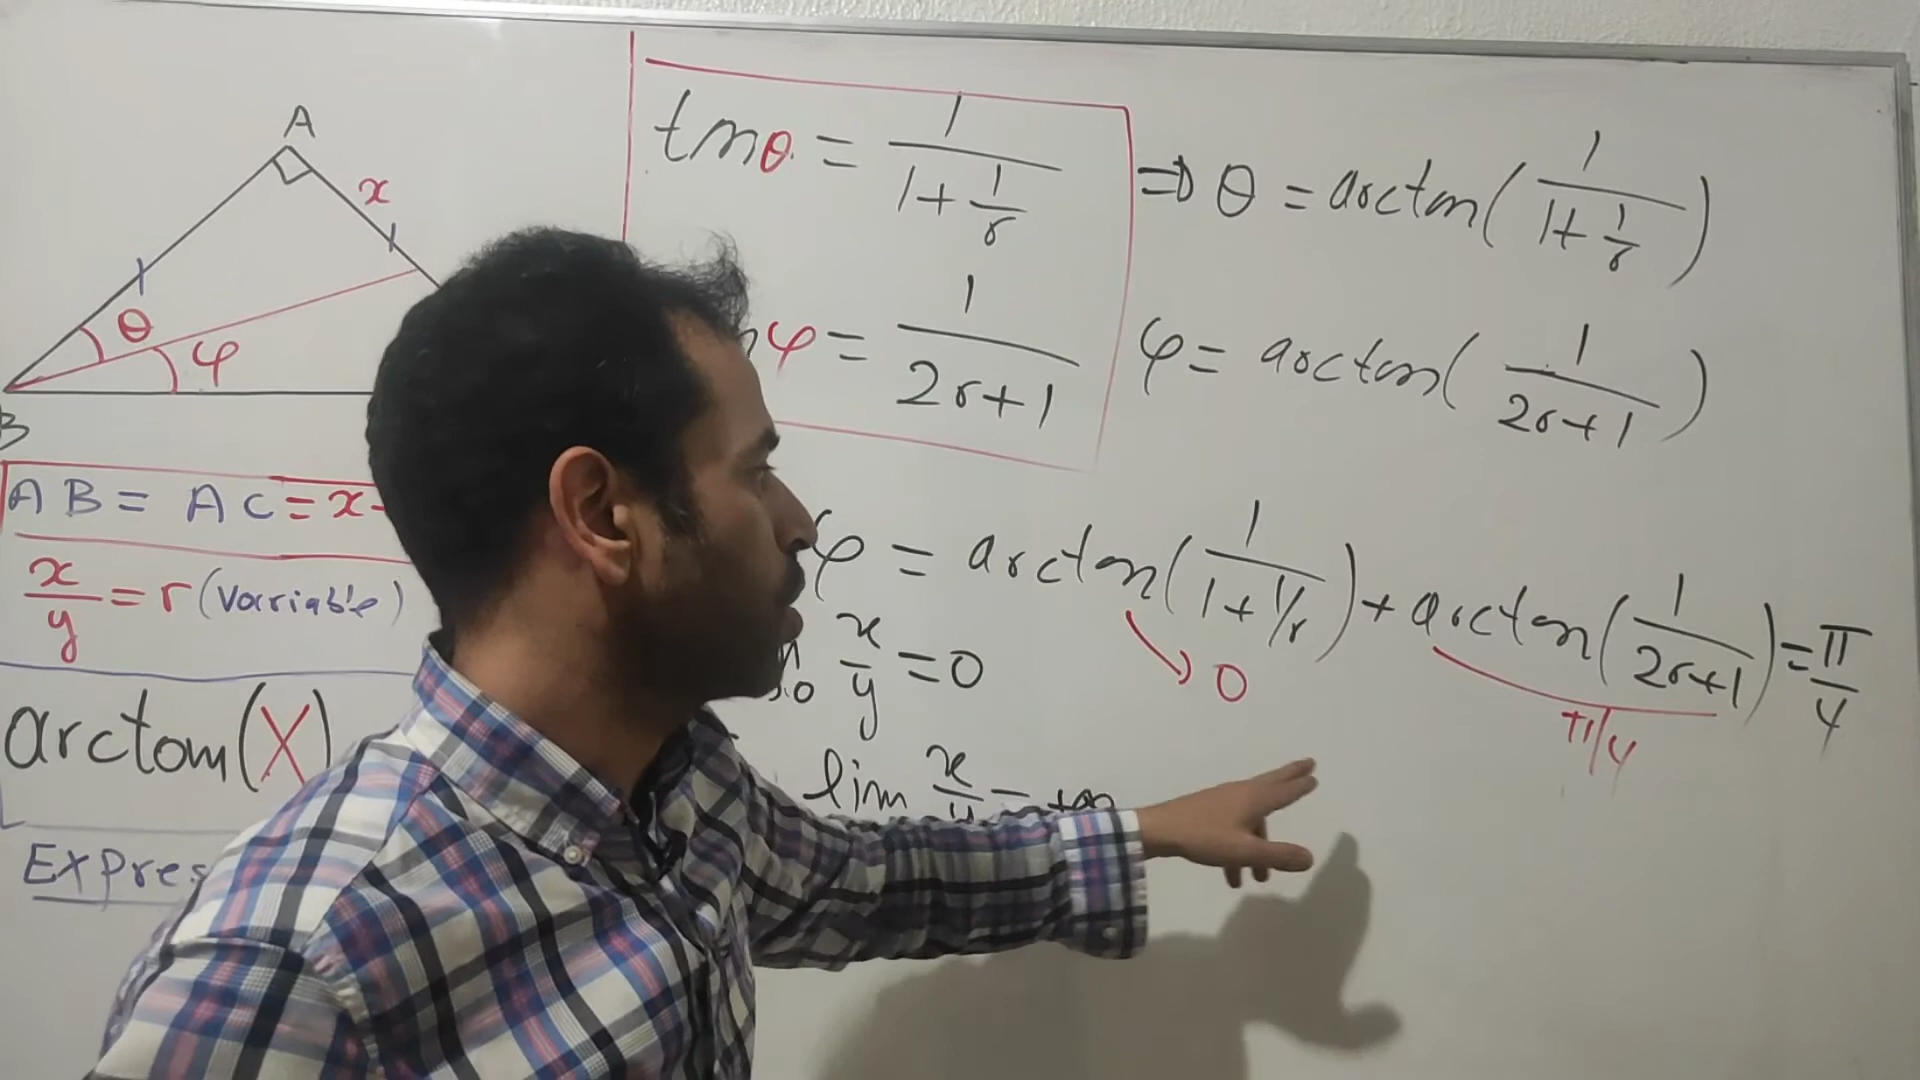 A
x
θ
φ
B
AB = AC = x
x/y = r (variable)
arctan(X)
Expres
tanθ = 1/(1+1/r) ⇒ θ = arctan(1/(1+1/r))
φ = 1/(2r+1)
φ = arctan(1/(2r+1))
φ = arctan(1/(1+1/r)) + arctan(1/(2r+1)) = π/4
0
π/4
x/y = 0
lim x/y = +∞